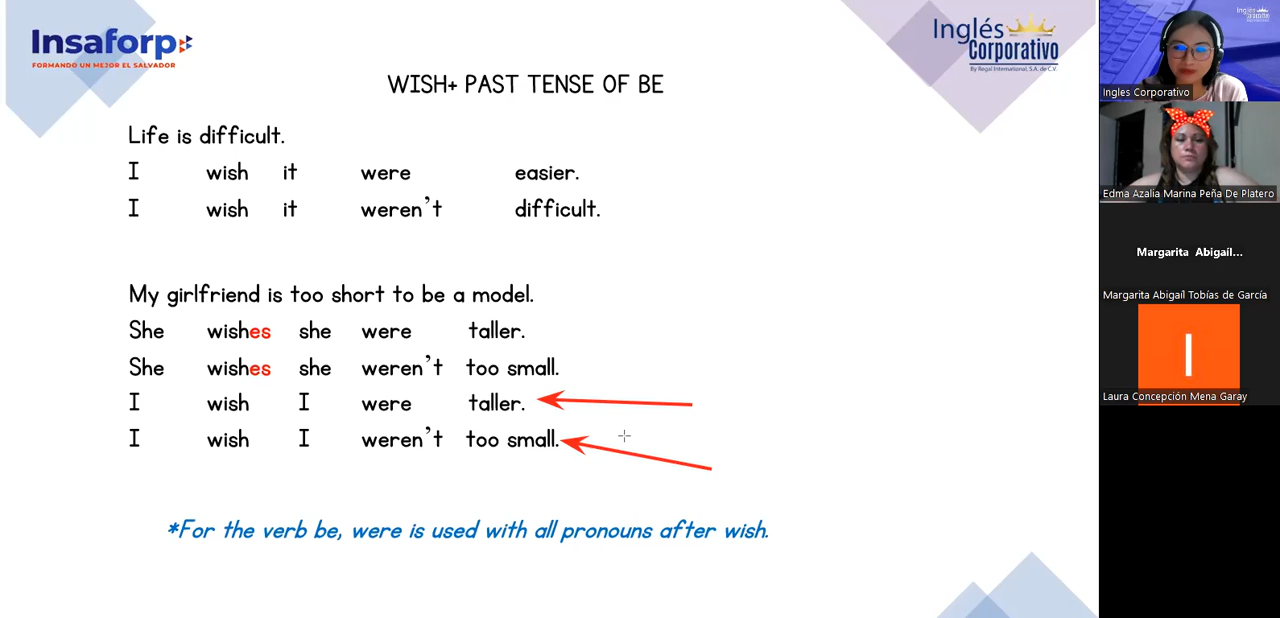 Insaforp
FORMANDO UN MEJOR EL SALVADOR
Inglés
Corporativo
By Regal International, S.A. de C.V.
WISH+ PAST TENSE OF BE
Life is difficult.
I wish it were easier.
I wish it weren't difficult.
My girlfriend is too short to be a model.
She wishes she were taller.
She wishes she weren't too small.
I wish I were taller.
I wish I weren't too small.
*For the verb be, were is used with all pronouns after wish.
Inglés
Ingles Corporativo
Edma Azalia Marina Peña De Platero
Margarita Abigaíl...
Margarita Abigaíl Tobías de García
I
Laura Concepción Mena Garay